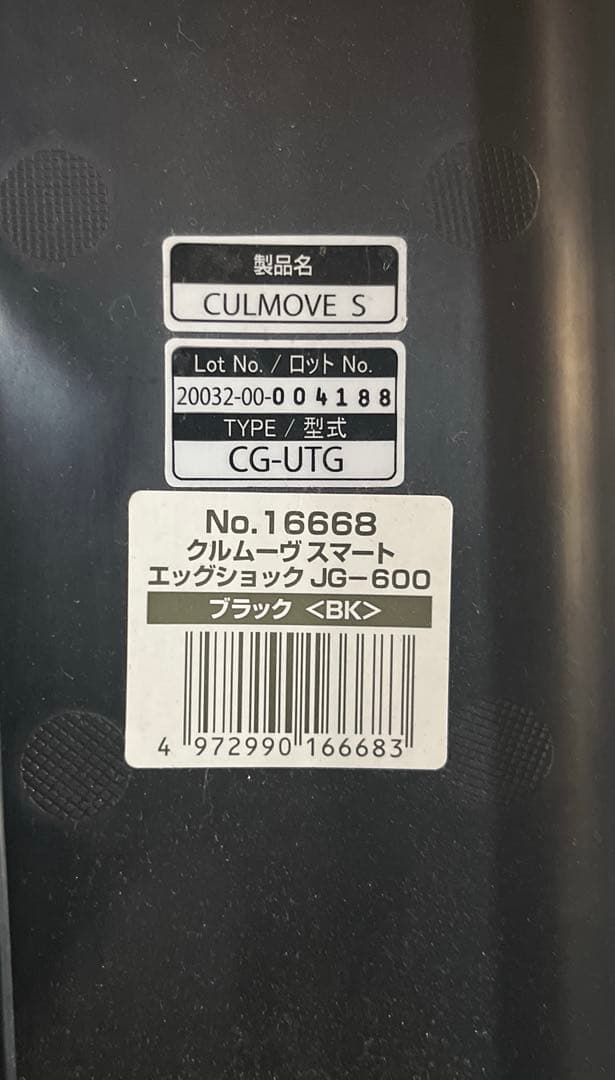 製品名
CULMOVE S
Lot No. / ロット No.
20032-00-004188
TYPE / 型式
CG-UTG
No.16668
クルムーヴ スマート
エッグショック JG-600
ブラック <BK>
4 972990 166683